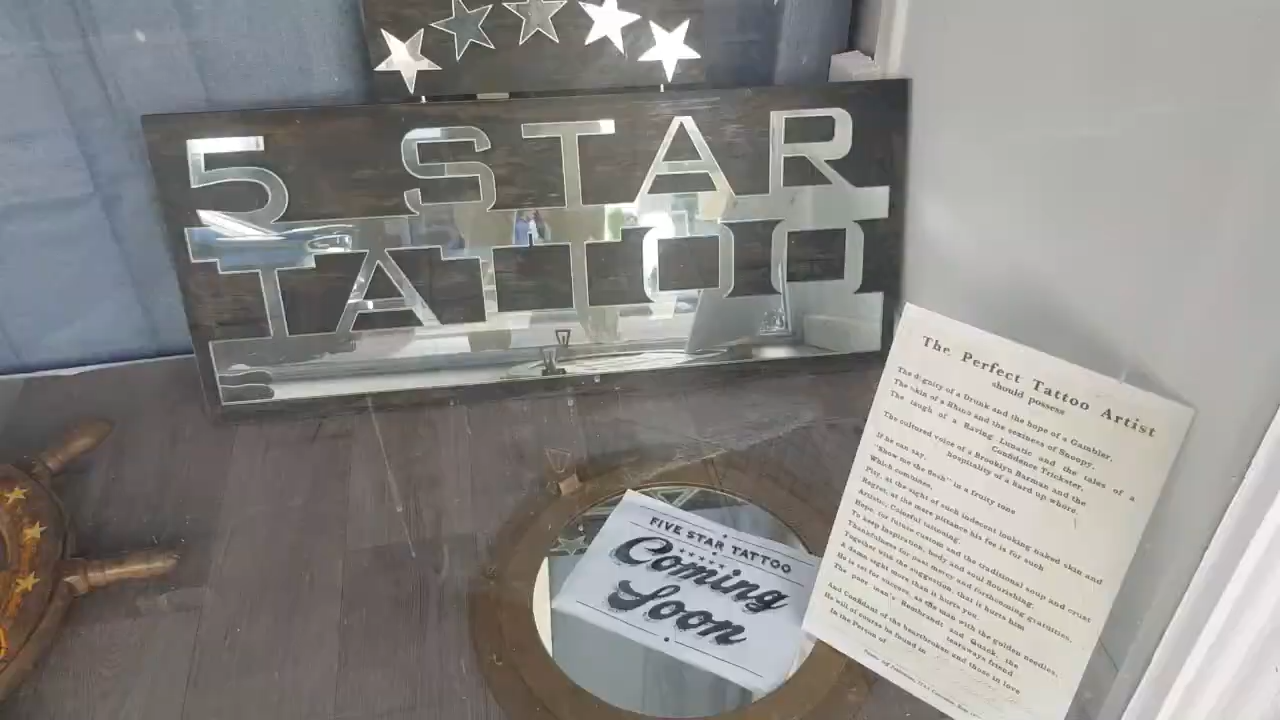 5 STAR
TATTOO
FIVE STAR TATTOO
Coming
Soon
The Perfect Tattoo Artist
should possess
The dignity of a Drunk and the hope of a Gambler,
The skin of a Rhino and the sexiness of Snoopy,
The laugh of a Raving Lunatic and the tales of a
Confidence Trickster,
The cultured voice of a Brooklyn Barman and the
hospitality of a hard up whore.
If he can say,
"Show me the flesh" in a fruity tone
Which combines,
Pity, at the sight of such indecent looking naked skin and
Regret, at the mere pittance his fee is for such
Artistic, Colorful tattooing.
Hope, for future custom and the traditional soup and crust
To keep Inspiration, body and soul flourishing.
Thankfulness for past mercy and forthcoming gratuities,
Together with the suggestion, that it hurts him
A damn sight more than it hurts you.
He is set for success, as the man with the golden needles,
The poor man's Rembrandt and Quack, the
tearaways friend
And Confidant of the heartbroken and those in love
He will of course be found in
the Person of